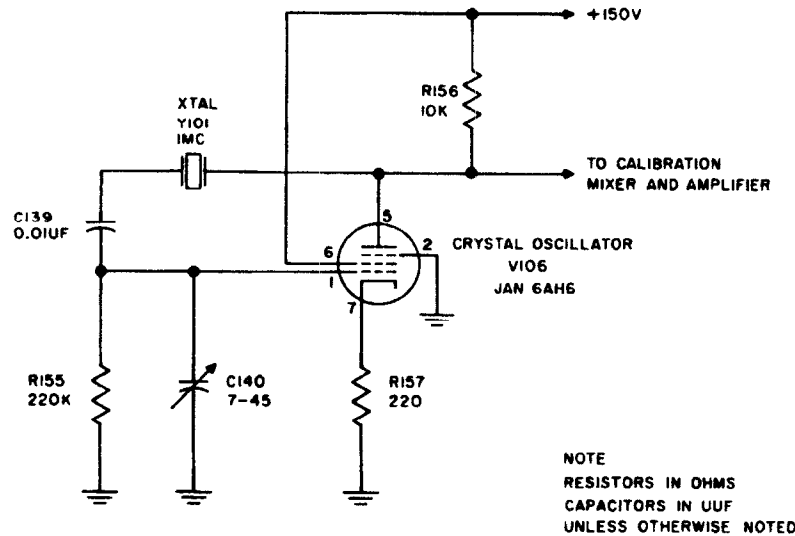 +150V
R156
10K
XTAL
Y101
1MC
TO CALIBRATION
MIXER AND AMPLIFIER
C139
0.01UF
5
2
6
1
7
CRYSTAL OSCILLATOR
V106
JAN 6AH6
R155
220K
C140
7-45
R157
220
NOTE
RESISTORS IN OHMS
CAPACITORS IN UUF
UNLESS OTHERWISE NOTED